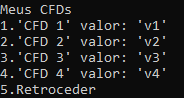 Meus CFDs
1.'CFD 1' valor: 'v1'
2.'CFD 2' valor: 'v2'
3.'CFD 3' valor: 'v3'
4.'CFD 4' valor: 'v4'
5.Retroceder